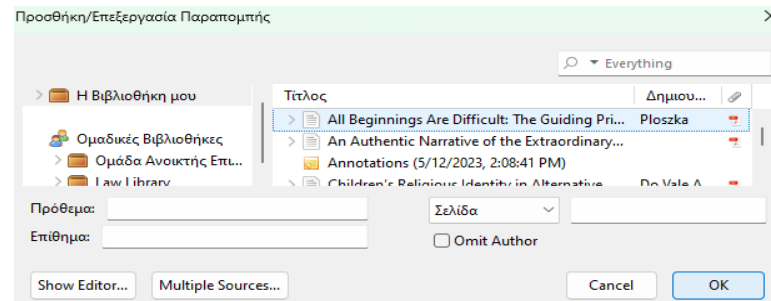 Προσθήκη/Επεξεργασία Παραπομπής
Everything
Η Βιβλιοθήκη μου
Ομαδικές Βιβλιοθήκες
Ομάδα Ανοικτής Επι...
Law Library
Τίτλος Δημιου...
All Beginnings Are Difficult: The Guiding Pri... Ploszka
An Authentic Narrative of the Extraordinary...
Annotations (5/12/2023, 2:08:41 PM)
Children's Religious Identity in Alternative Do Vale A
Πρόθεμα: Σελίδα
Επίθημα: Omit Author
Show Editor... Multiple Sources... Cancel OK